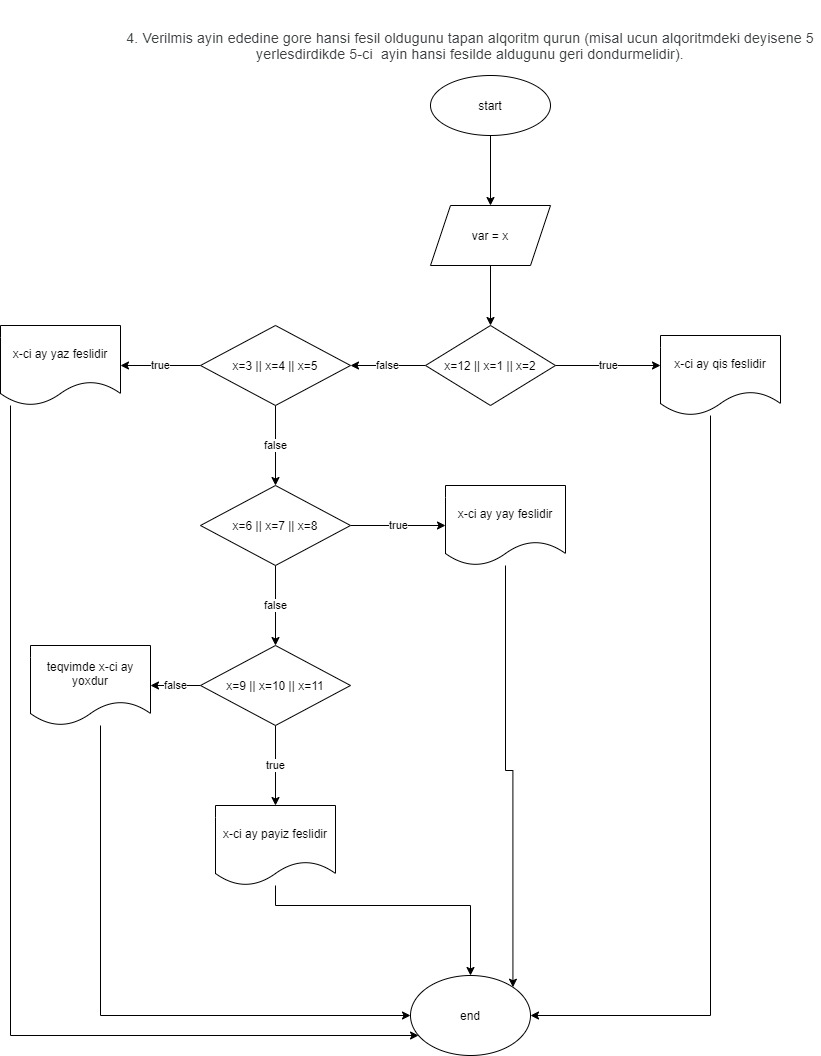 4. Verilmis ayin ededine gore hansi fesil oldugunu tapan alqoritm qurun (misal ucun alqoritmdeki deyisene 5
yerlesdirdikde 5-ci  ayin hansi fesilde aldugunu geri dondurmelidir).
start
var = x
x-ci ay yaz feslidir
true
x=3 || x=4 || x=5
false
x=12 || x=1 || x=2
true
x-ci ay qis feslidir
false
x=6 || x=7 || x=8
true
x-ci ay yay feslidir
false
teqvimde x-ci ay
yoxdur
false
x=9 || x=10 || x=11
true
x-ci ay payiz feslidir
end